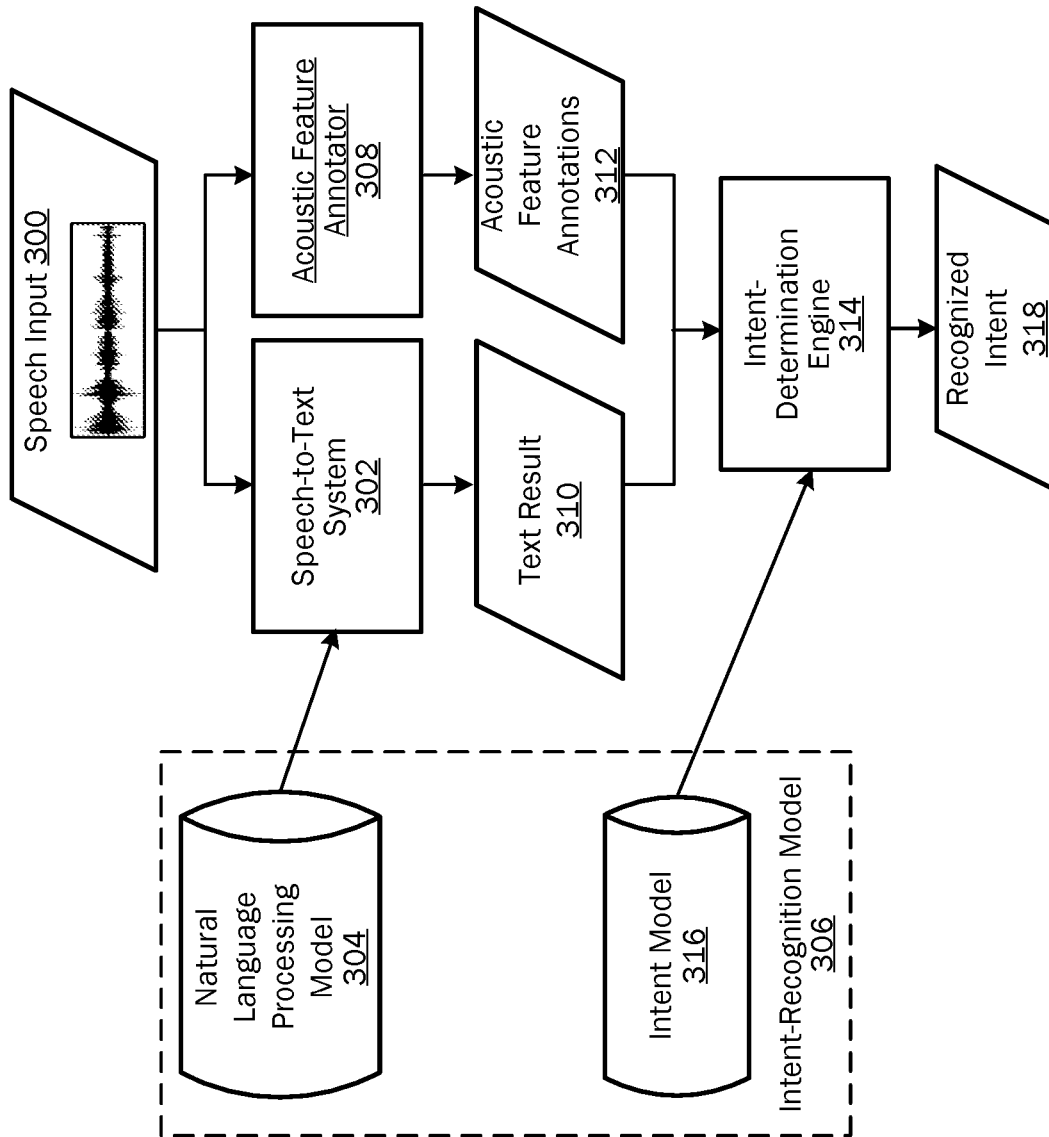 Speech Input 300
Speech-to-Text
System
302
Acoustic Feature
Annotator
308
Natural
Language
Processing
Model
304
Text Result
310
Acoustic
Feature
Annotations
312
Intent Model
316
Intent-Recognition Model
306
Intent-
Determination
Engine
314
Recognized
Intent
318